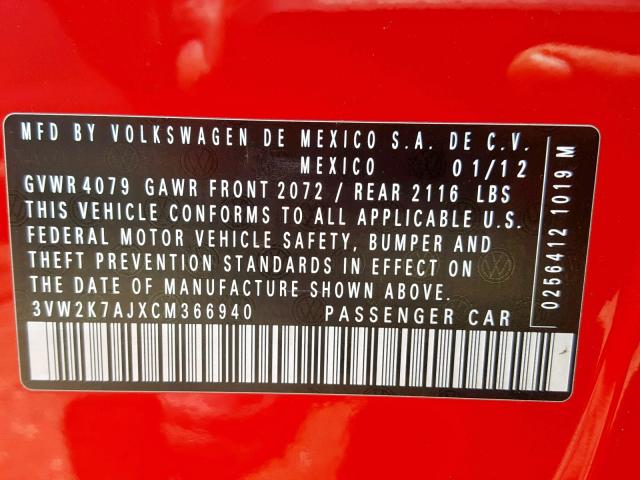 MFD BY VOLKSWAGEN DE MEXICO S.A. DE C.V.
MEXICO 01/12
GVWR 4079 GAWR FRONT 2072 / REAR 2116 LBS
THIS VEHICLE CONFORMS TO ALL APPLICABLE U.S.
FEDERAL MOTOR VEHICLE SAFETY, BUMPER AND
THEFT PREVENTION STANDARDS IN EFFECT ON
THE DATE OF MANUFACTURE SHOWN ABOVE.
3VW2K7AJXCM366940 PASSENGER CAR
0256412 1019 M